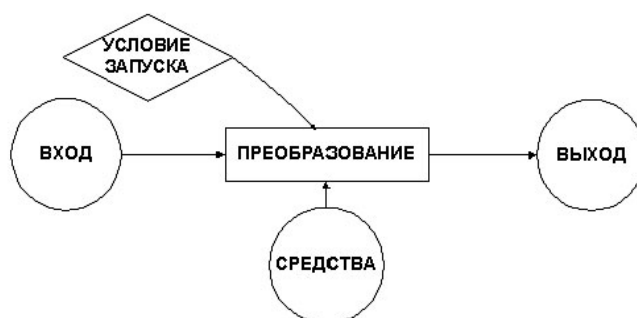 УСЛОВИЕ
ЗАПУСКА
ВХОД
ПРЕОБРАЗОВАНИЕ
ВЫХОД
СРЕДСТВА